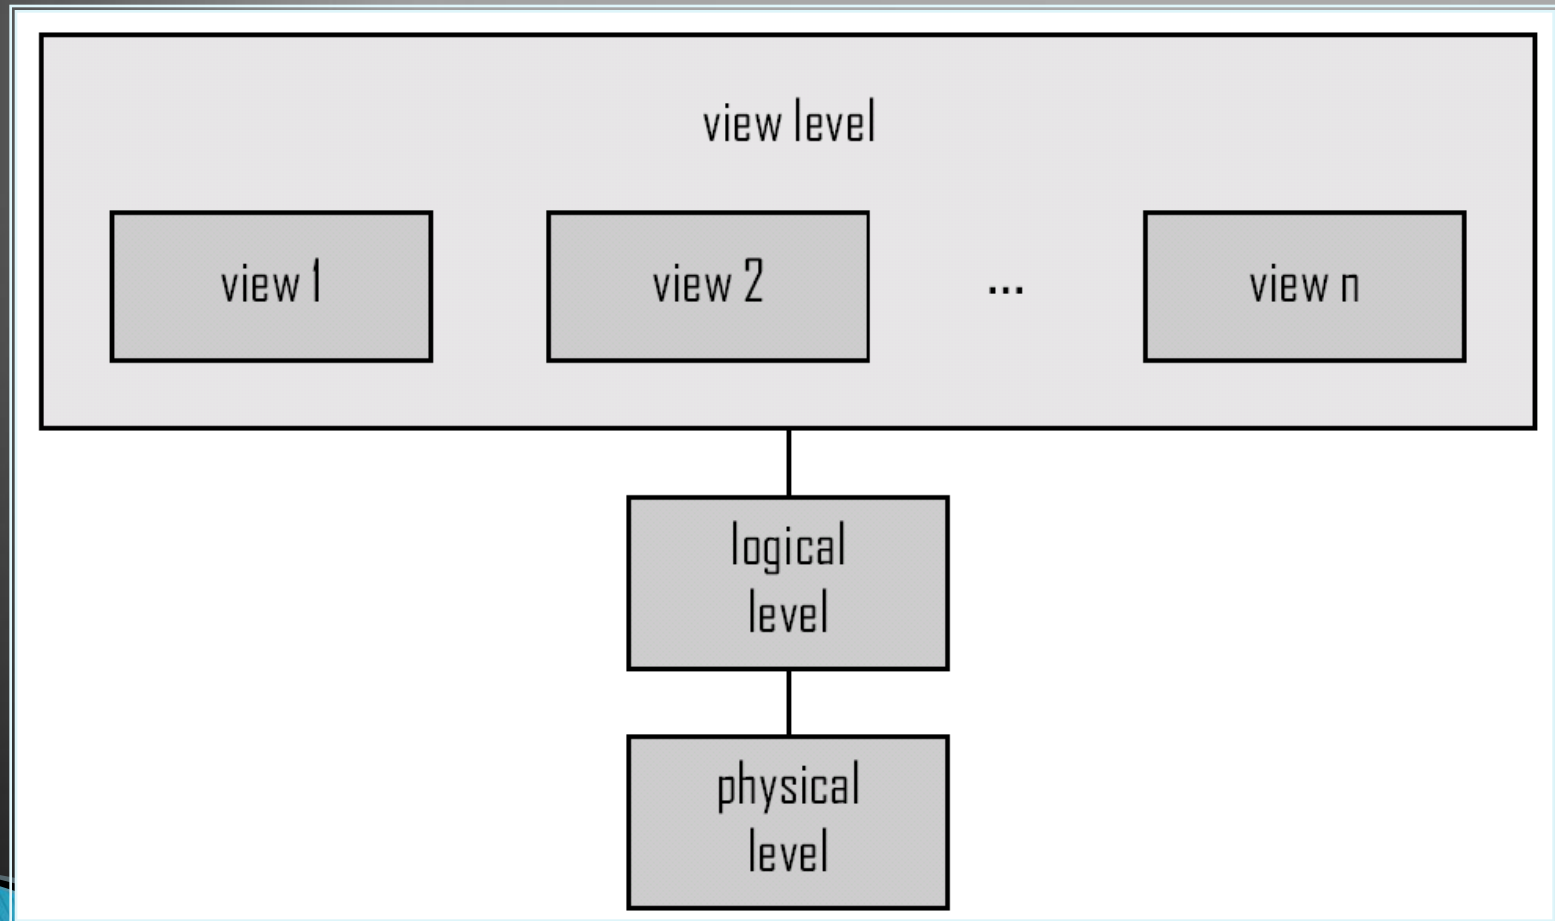 view level
view 1
view 2
...
view n
logical
level
physical
level